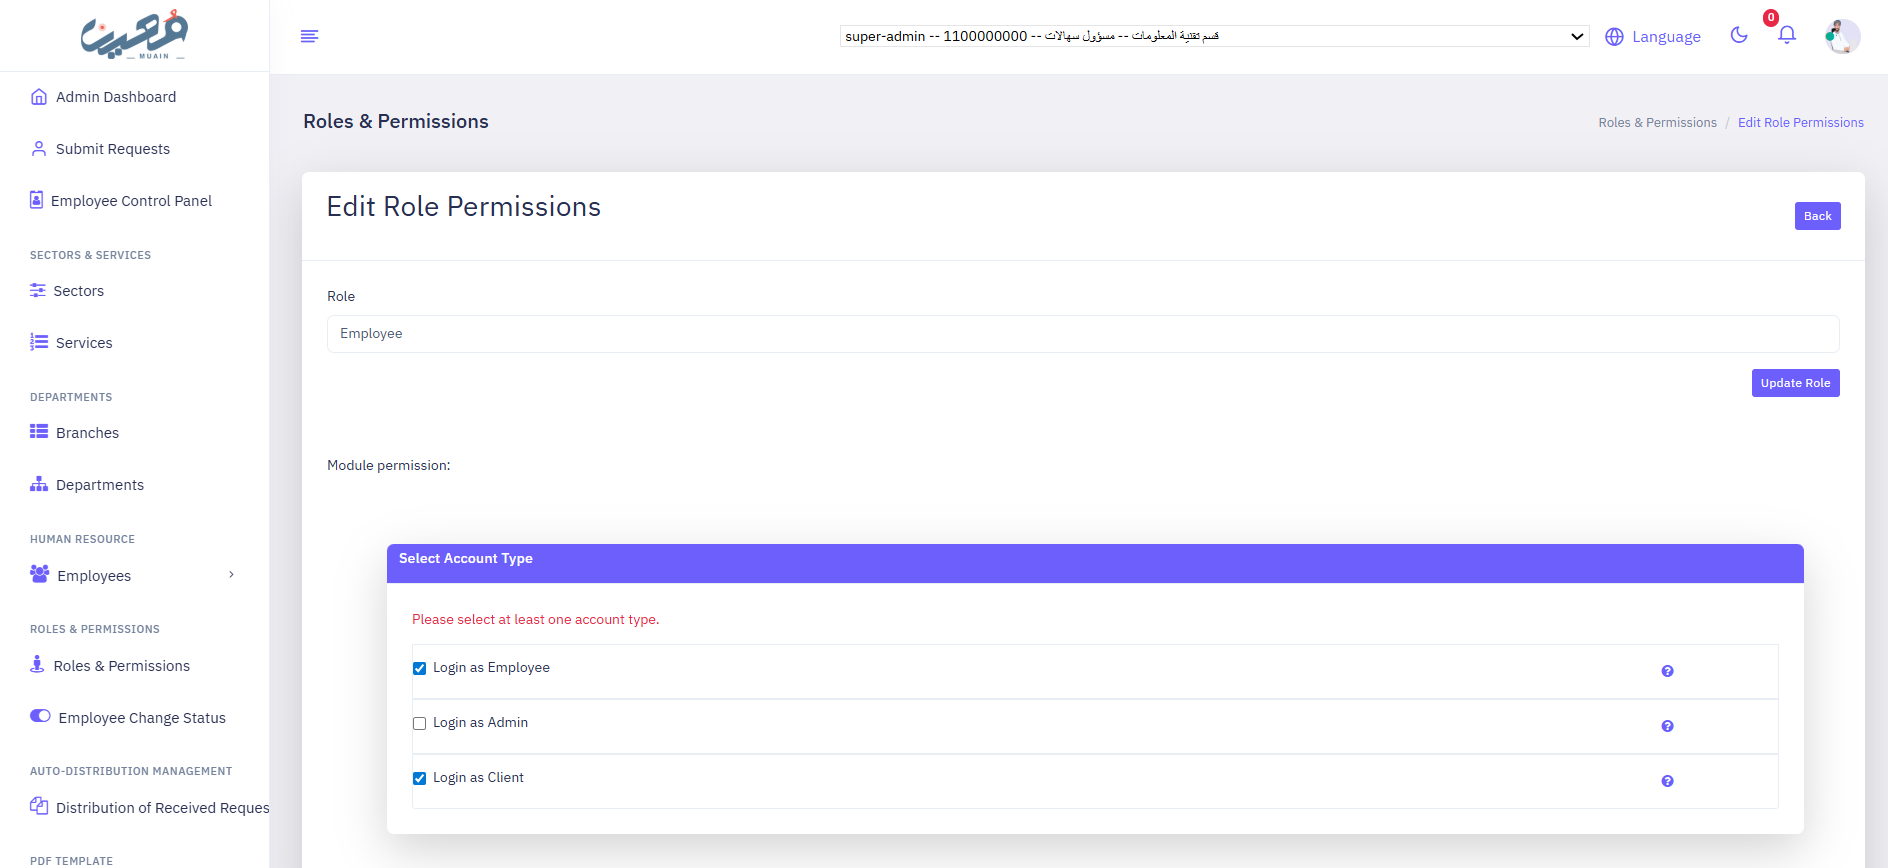 معين
MUAIN
super-admin -- 1100000000 -- قسم تقنية المعلومات -- مسؤول سهالات
Language
0
Admin Dashboard
Submit Requests
Employee Control Panel
SECTORS & SERVICES
Sectors
Services
DEPARTMENTS
Branches
Departments
HUMAN RESOURCE
Employees
ROLES & PERMISSIONS
Roles & Permissions
Employee Change Status
AUTO-DISTRIBUTION MANAGEMENT
Distribution of Received Reques
PDF TEMPLATE
Roles & Permissions
Roles & Permissions / Edit Role Permissions
Edit Role Permissions
Back
Role
Employee
Update Role
Module permission:
Select Account Type
Please select at least one account type.
Login as Employee
Login as Admin
Login as Client